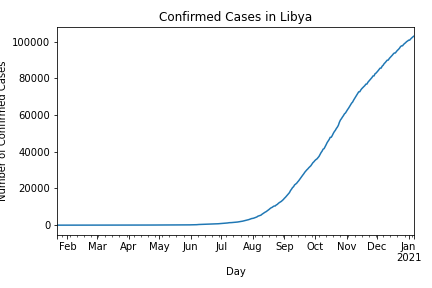 Confirmed Cases in Libya
Number of Confirmed Cases
100000
80000
60000
40000
20000
0
Feb Mar Apr May Jun Jul Aug Sep Oct Nov Dec Jan
2021
Day